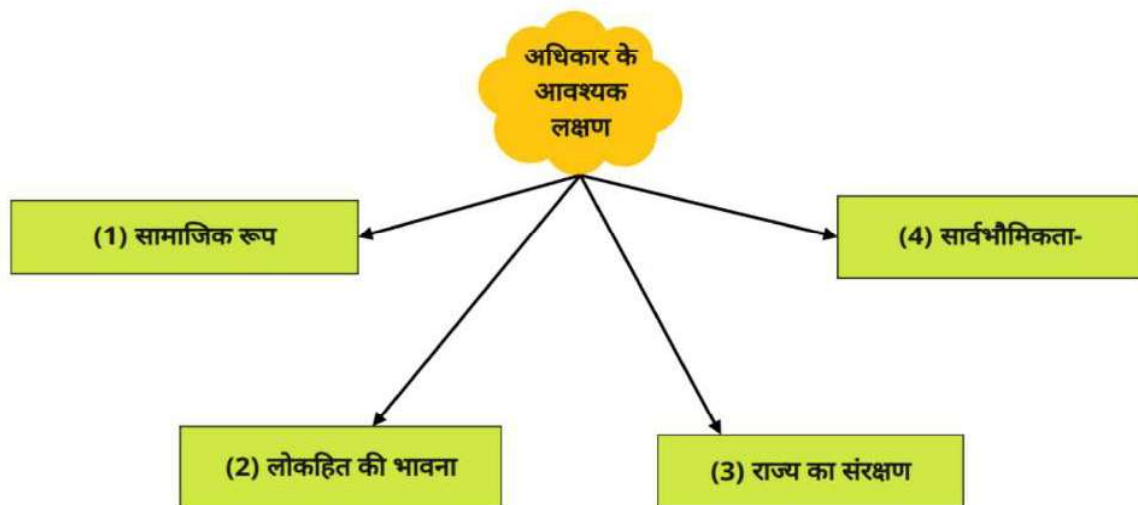 अधिकार के
आवश्यक
लक्षण
(1) सामाजिक रूप
(4) सार्वभौमिकता-
(2) लोकहित की भावना
(3) राज्य का संरक्षण